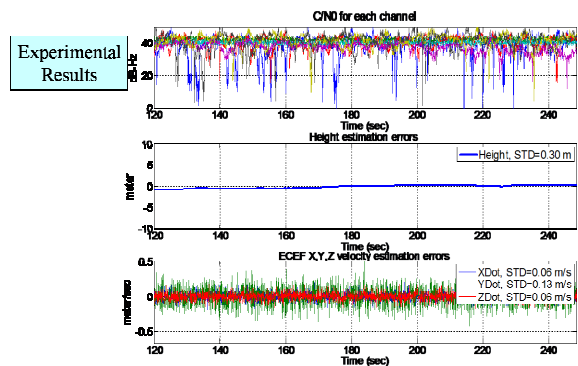 Experimental
Results
C/N0 for each channel
dB-Hz
40
20
0
120 140 160 180 200 220 240
Time (sec)
Height estimation errors
meter
10
5
0
-5
-10
Height, STD=0.30 m
120 140 160 180 200 220 240
Time (sec)
ECEF X,Y,Z velocity estimation errors
meter/sec
0.5
0
-0.5
XDot, STD=0.06 m/s
YDot, STD=0.13 m/s
ZDot, STD=0.06 m/s
120 140 160 180 200 220 240
Time (sec)